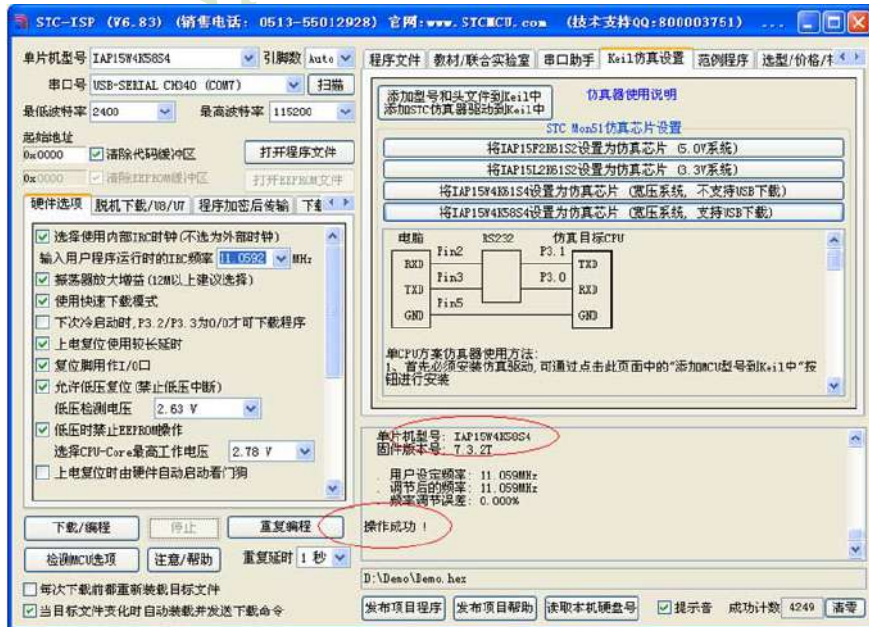 STC-ISP (V6.83) (销售电话: 0513-55012928) 官网:www.STCMCU.com (技术支持QQ:800003751) ...
单片机型号 IAP15W4K58S4 引脚数 Auto
串口号 USB-SERIAL CH340 (COM7) 扫描
最低波特率 2400 最高波特率 115200
起始地址
0x0000 清除代码缓冲区 打开程序文件
0x0000 清除EEPROM缓冲区 打开EEPROM文件
硬件选项 脱机下载/U8/U7 程序加密后传输
选择使用内部IRC时钟(不选为外部时钟)
输入用户程序运行时的IRC频率 11.0592 MHz
振荡器放大增益(12M以上建议选择)
使用快速下载模式
下次冷启动时,P3.2/P3.3为0/0才可下载程序
上电复位使用较长延时
复位脚用作I/O口
允许低压复位(禁止低压中断)
低压检测电压 2.63 V
低压时禁止EEPROM操作
选择CPU-Core最高工作电压 2.78 V
上电复位时由硬件自动启动看门狗
下载/编程 停止 重复编程
检测MCU选项 注意/帮助 重复延时 1 秒
每次下载前都重新装载目标文件
当目标文件变化时自动装载并发送下载命令
程序文件 教材/联合实验室 串口助手 Keil仿真设置 范例程序 选型/价格/
添加型号和头文件到Keil中
添加STC仿真器驱动到Keil中
仿真器使用说明
STC Mon51仿真芯片设置
将IAP15F2K61S2设置为仿真芯片 (5.0V系统)
将IAP15L2K61S2设置为仿真芯片 (3.3V系统)
将IAP15W4K61S4设置为仿真芯片 (宽压系统, 不支持USB下载)
将IAP15W4K58S4设置为仿真芯片 (宽压系统, 支持USB下载)
电脑 RS232 仿真目标CPU
Pin2 P3.1
RXD TXD
Pin3 P3.0
TXD RXD
Pin5
GND GND
单CPU方案仿真器使用方法:
1、首先必须安装仿真驱动,可通过点击此页面中的“添加MCU型号到Keil中”按
钮进行安装
单片机型号: IAP15W4K58S4
固件版本号: 7.3.2T
. 用户设定频率: 11.059MHz
. 调节后的频率: 11.059MHz
. 频率调节误差: 0.000%
操作成功 !
D:\Demo\Demo.hex
发布项目程序 发布项目帮助 读取本机硬盘号 提示音 成功计数 4249 清零